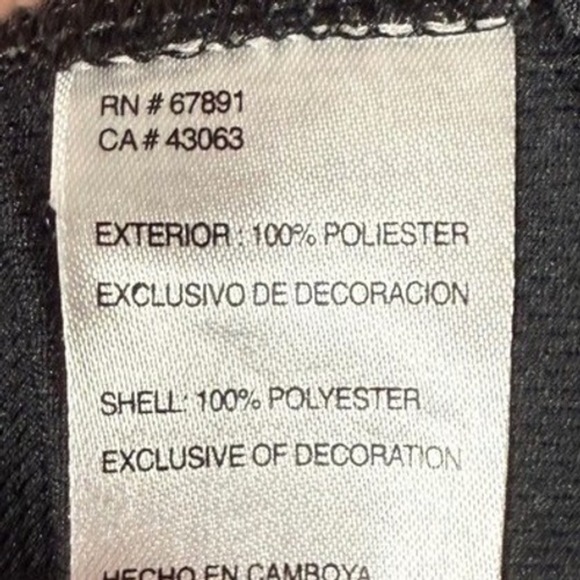 RN # 67891
CA # 43063
EXTERIOR : 100% POLIESTER
EXCLUSIVO DE DECORACION
SHELL: 100% POLYESTER
EXCLUSIVE OF DECORATION
HECHO EN CAMBOYA